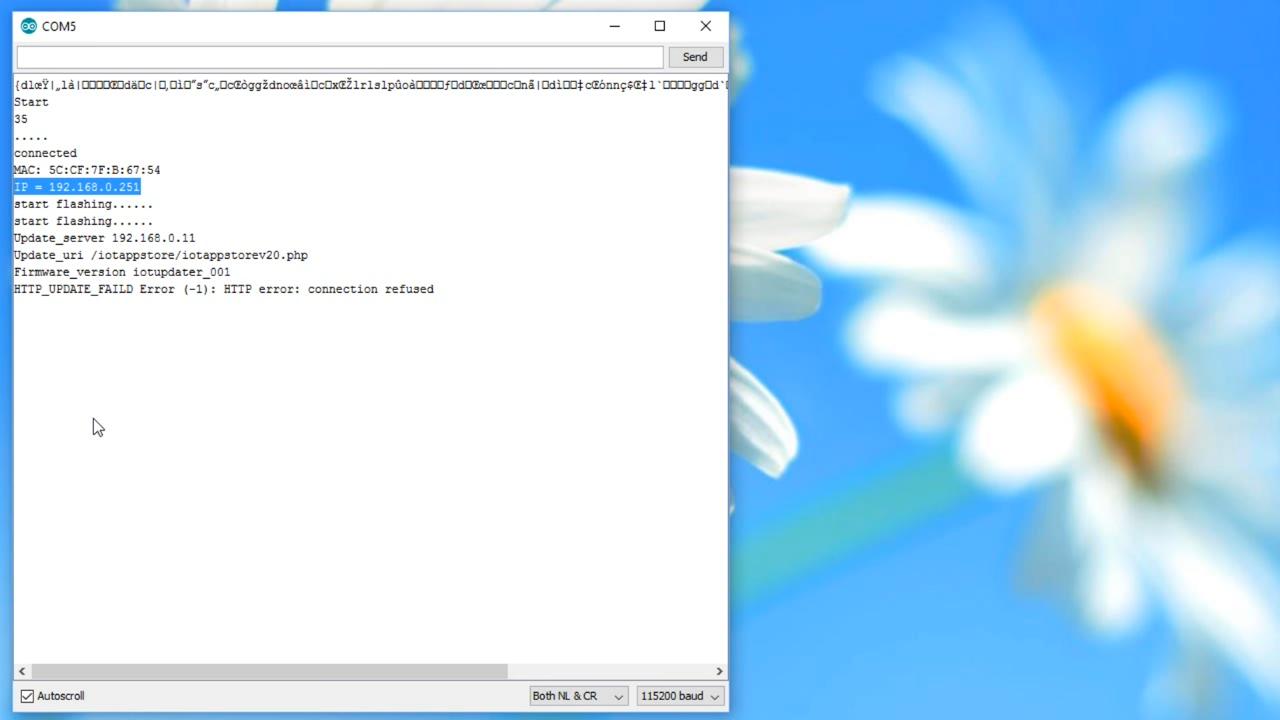 COM5
Send
Start
35
.....
connected
MAC: 5C:CF:7F:B:67:54
IP = 192.168.0.251
start flashing......
start flashing......
Update_server 192.168.0.11
Update_uri /iotappstore/iotappstorev20.php
Firmware_version iotupdater_001
HTTP_UPDATE_FAILD Error (-1): HTTP error: connection refused
Autoscroll
Both NL & CR
115200 baud